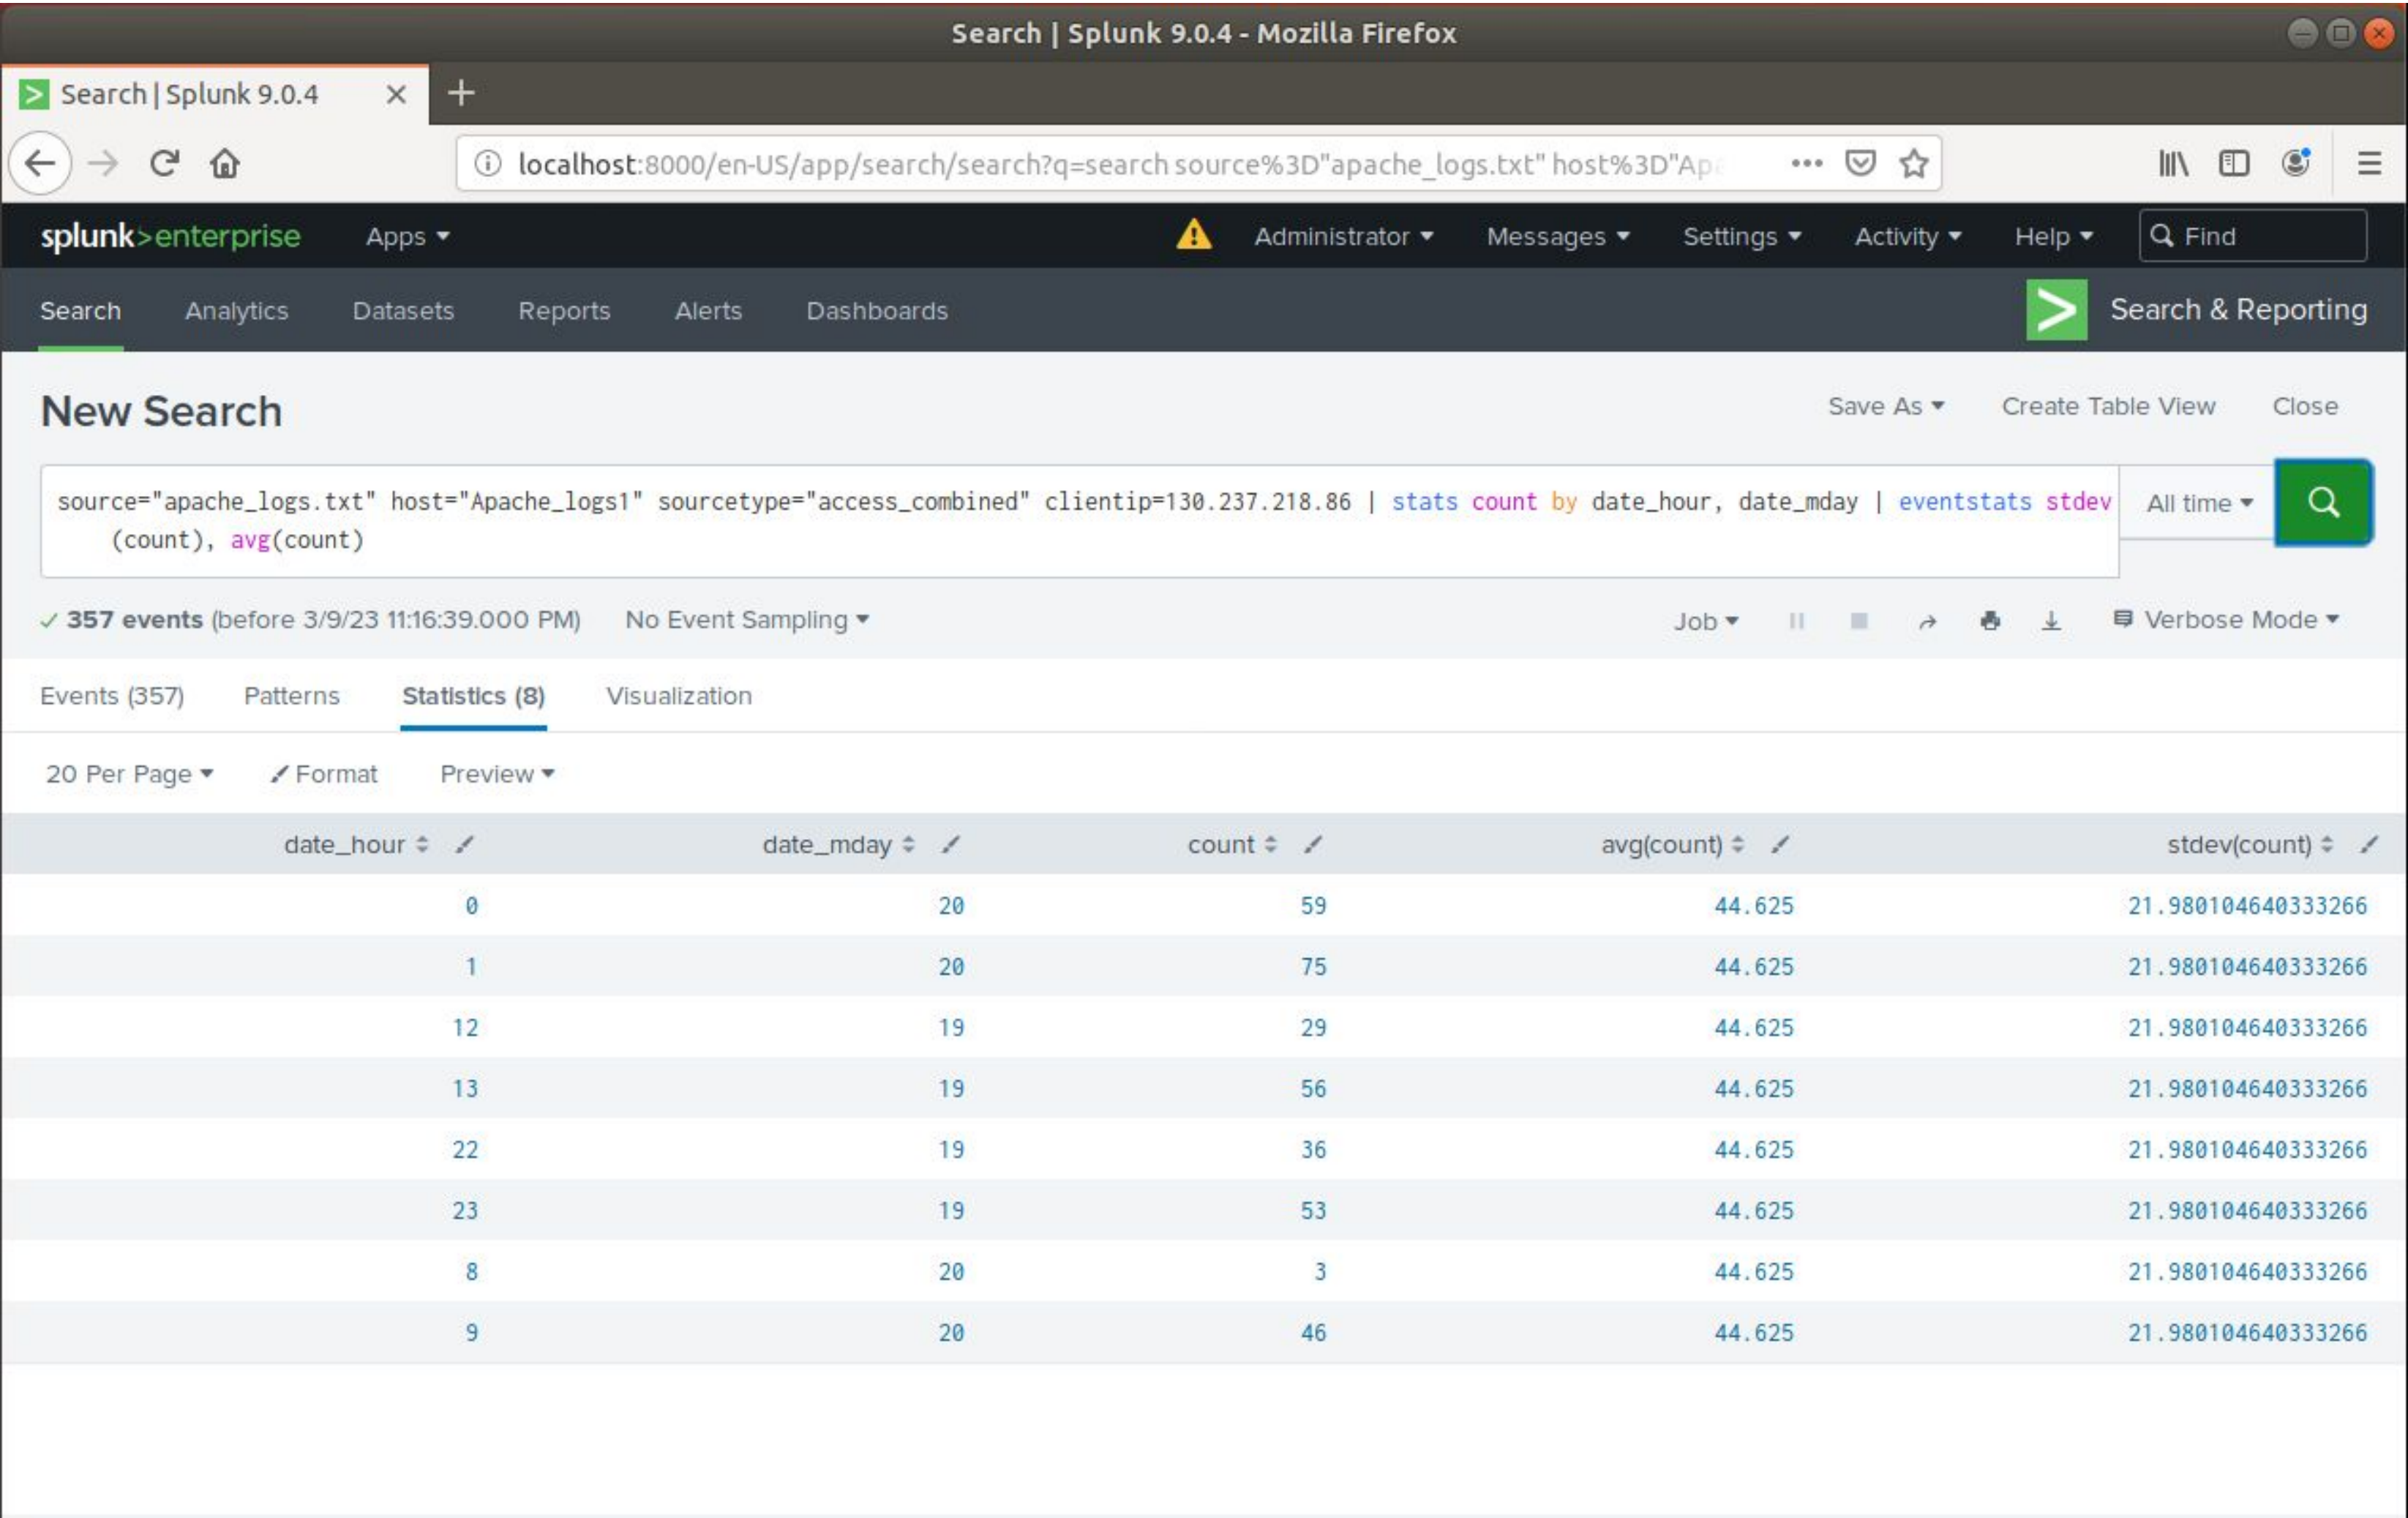 Search | Splunk 9.0.4 - Mozilla Firefox
Search | Splunk 9.0.4
localhost:8000/en-US/app/search/search?q=search source%3D"apache_logs.txt" host%3D"Apa
splunk>enterprise Apps Administrator Messages Settings Activity Help Find
Search Analytics Datasets Reports Alerts Dashboards Search & Reporting
New Search Save As Create Table View Close
source="apache_logs.txt" host="Apache_logs1" sourcetype="access_combined" clientip=130.237.218.86 | stats count by date_hour, date_mday | eventstats stdev All time
(count), avg(count)
357 events (before 3/9/23 11:16:39.000 PM) No Event Sampling Job Verbose Mode
Events (357) Patterns Statistics (8) Visualization
20 Per Page Format Preview
date_hour date_mday count avg(count) stdev(count)
0 20 59 44.625 21.980104640333266
1 20 75 44.625 21.980104640333266
12 19 29 44.625 21.980104640333266
13 19 56 44.625 21.980104640333266
22 19 36 44.625 21.980104640333266
23 19 53 44.625 21.980104640333266
8 20 3 44.625 21.980104640333266
9 20 46 44.625 21.980104640333266